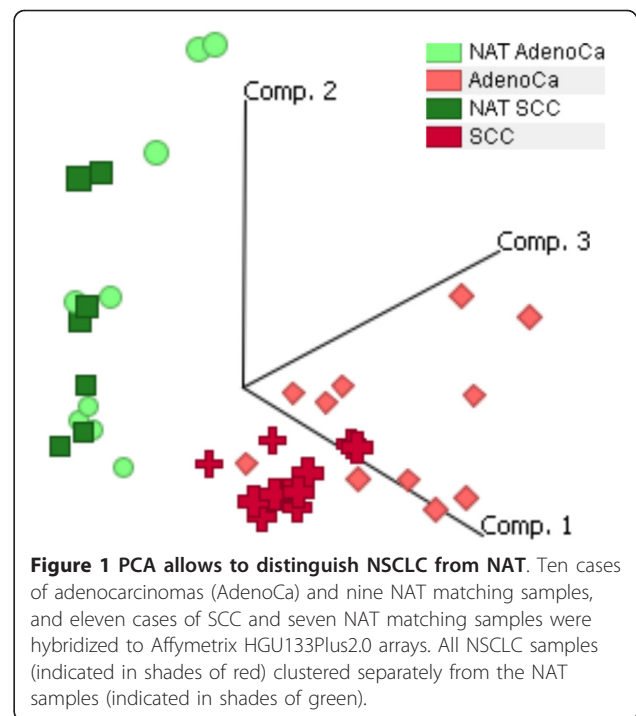 NAT AdenoCa
AdenoCa
NAT SCC
SCC
Comp. 2
Comp. 3
Comp. 1
Figure 1 PCA allows to distinguish NSCLC from NAT. Ten cases
of adenocarcinomas (AdenoCa) and nine NAT matching samples,
and eleven cases of SCC and seven NAT matching samples were
hybridized to Affymetrix HGU133Plus2.0 arrays. All NSCLC samples
(indicated in shades of red) clustered separately from the NAT
samples (indicated in shades of green).